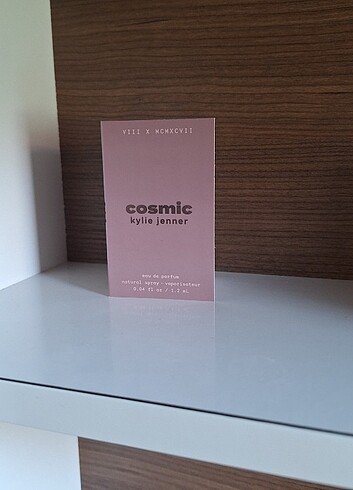 VIII X MCMXCVII
cosmic
kylie jenner
eau de parfum
natural spray - vaporisateur
0.04 fl oz / 1.2 mL